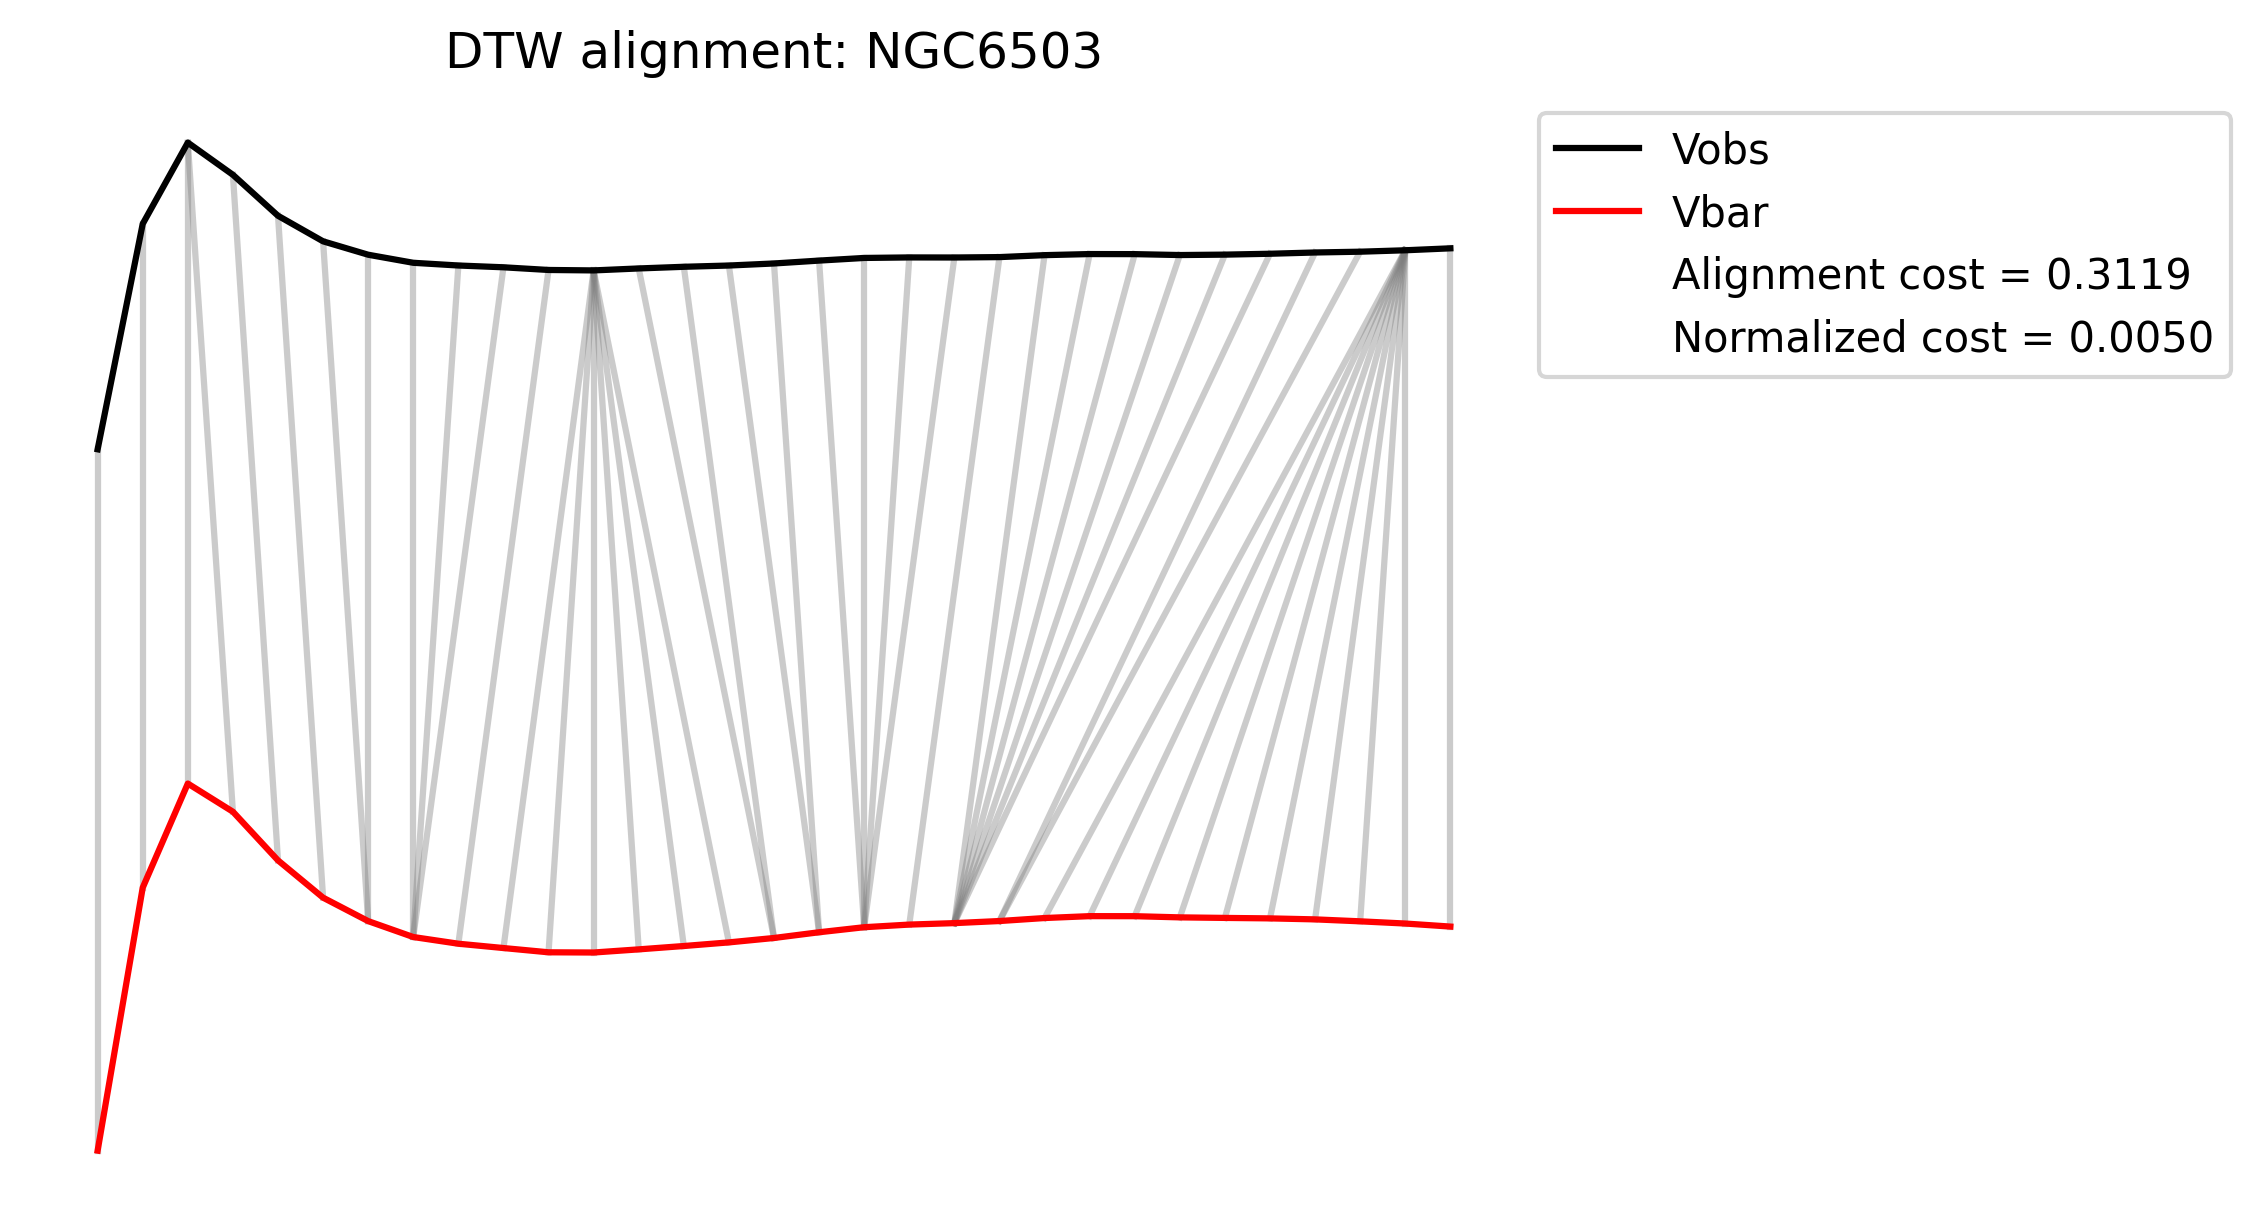 DTW alignment: NGC6503
Vobs
Vbar
Alignment cost = 0.3119
Normalized cost = 0.0050